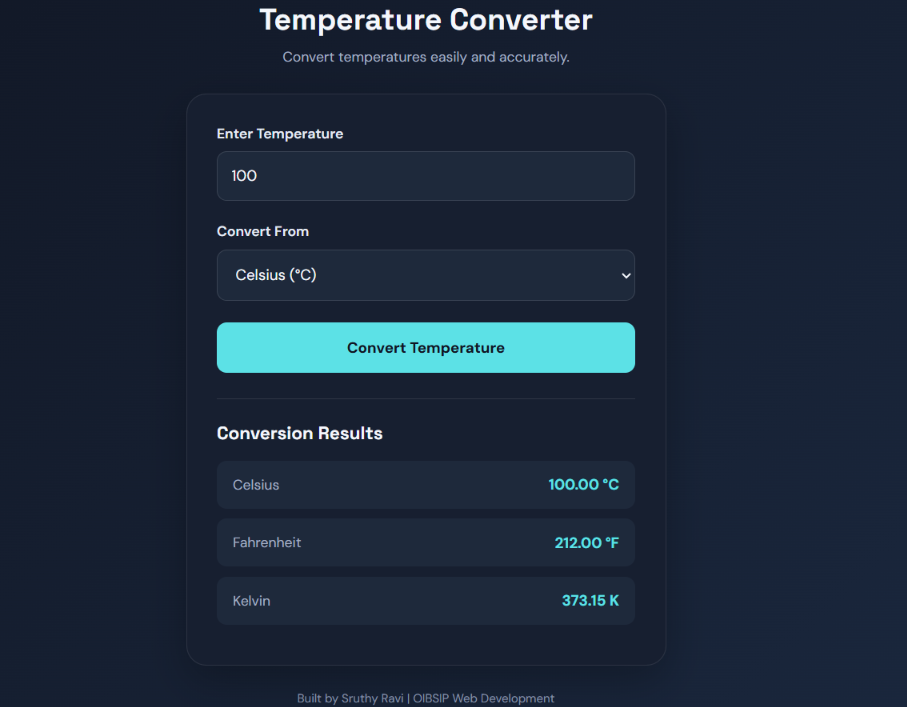 Temperature Converter
Convert temperatures easily and accurately.
Enter Temperature
100
Convert From
Celsius (°C)
Convert Temperature
Conversion Results
Celsius 100.00 °C
Fahrenheit 212.00 °F
Kelvin 373.15 K
Built by Sruthy Ravi | OIBSIP Web Development